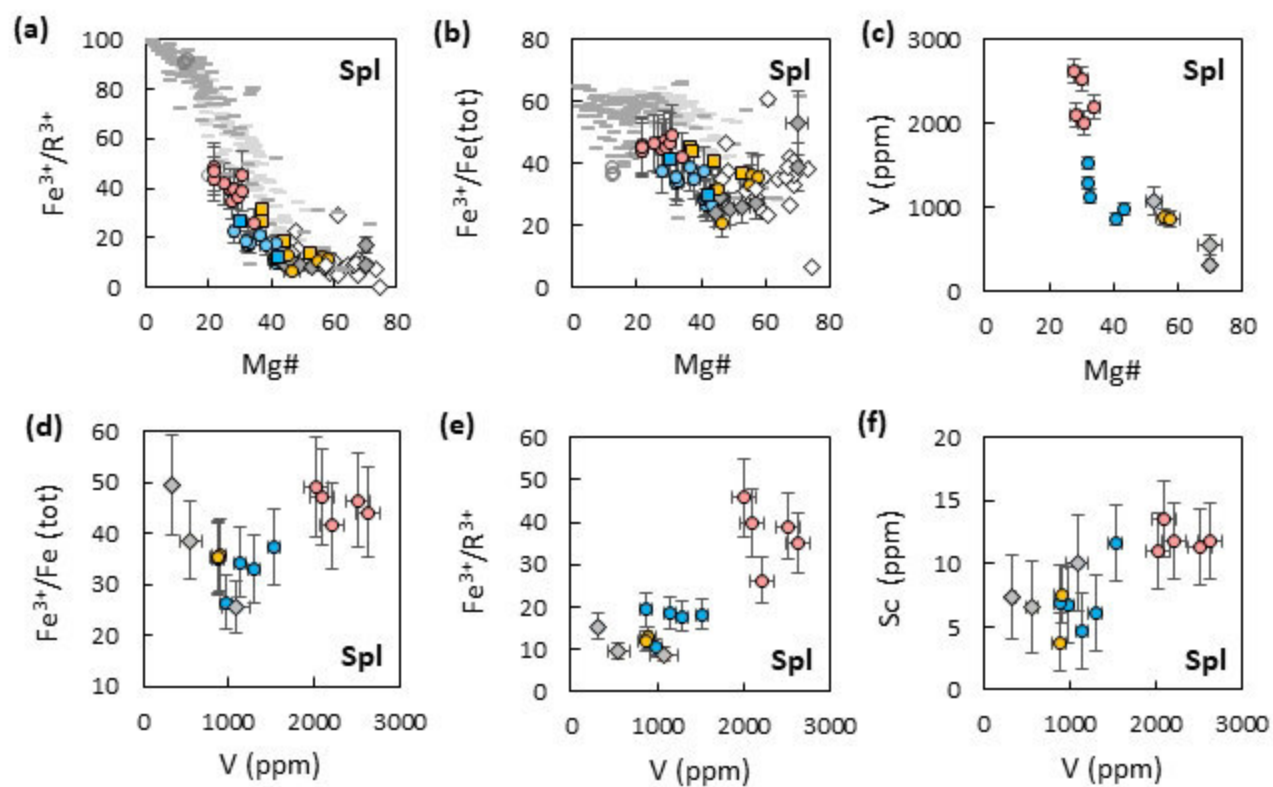 (a)
100
80
60
40
20
0
Fe³⁺/R³⁺
Spl
0 20 40 60 80
Mg#
(b)
80
60
40
20
0
Fe³⁺/Fe(tot)
Spl
0 20 40 60 80
Mg#
(c)
3000
2000
1000
0
V (ppm)
Spl
0 20 40 60 80
Mg#
(d)
60
50
40
30
20
10
Fe³⁺/Fe (tot)
Spl
0 1000 2000 3000
V (ppm)
(e)
60
50
40
30
20
10
0
Fe³⁺/R³⁺
Spl
0 1000 2000 3000
V (ppm)
(f)
20
15
10
5
0
Sc (ppm)
Spl
0 1000 2000 3000
V (ppm)